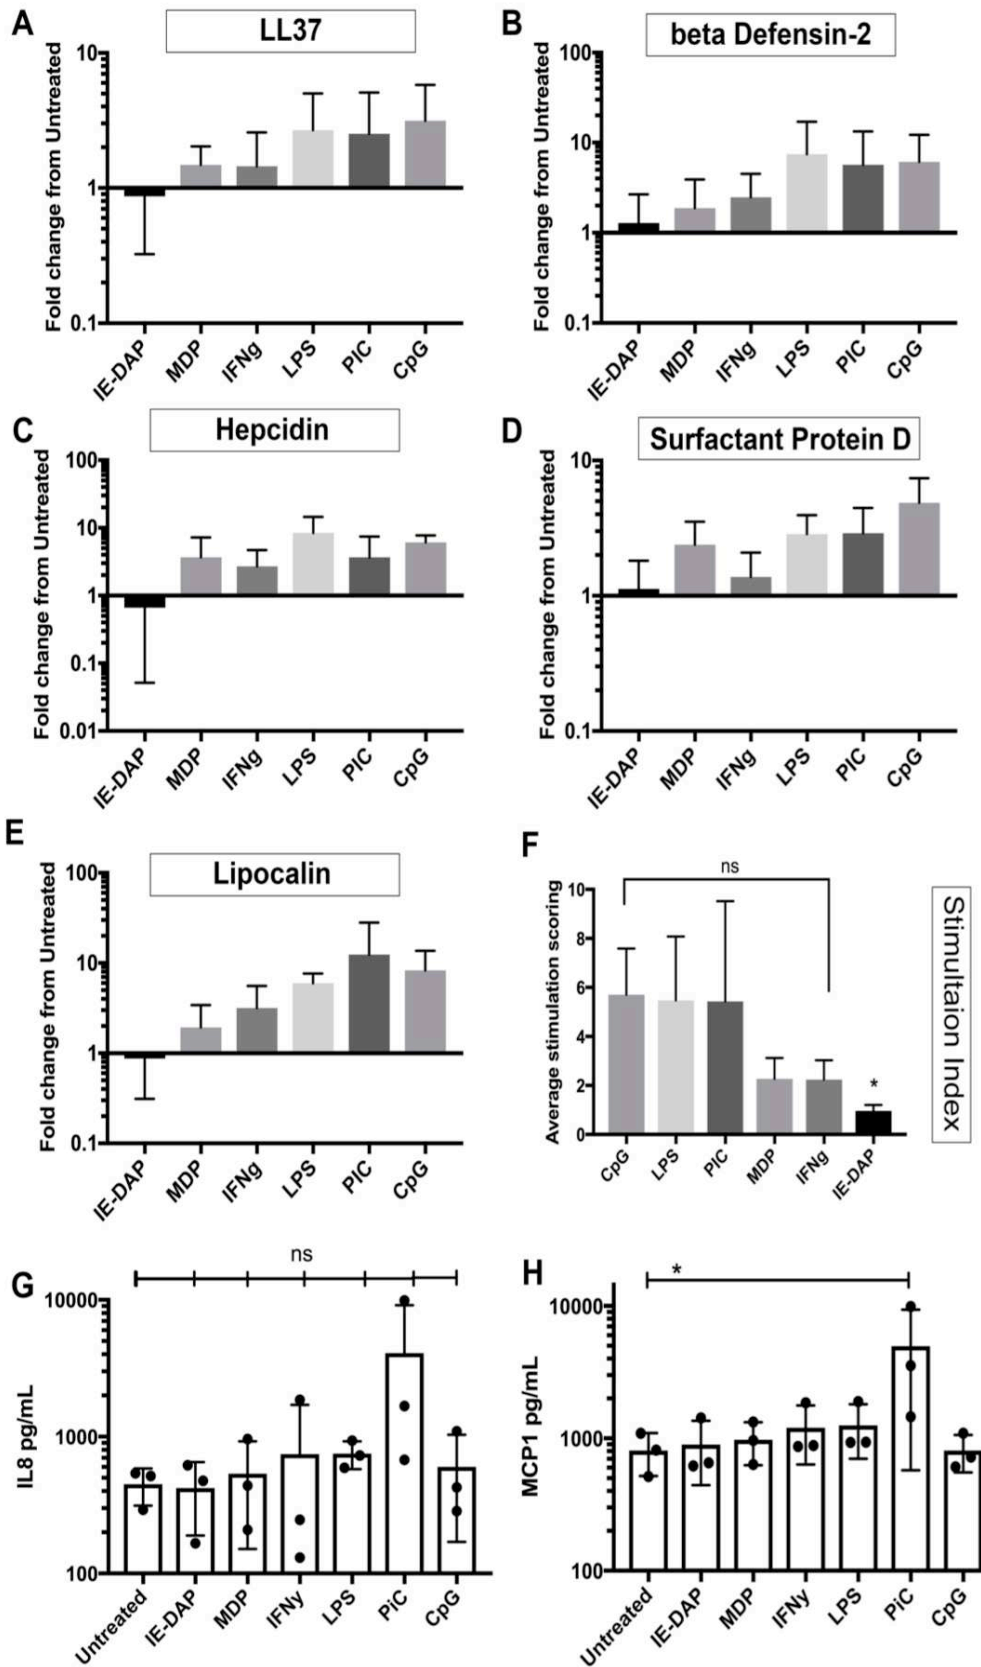 A
LL37
Fold change from Untreated
10
1
0.1
IE-DAP
MDP
IFNg
LPS
PIC
CpG
B
beta Defensin-2
Fold change from Untreated
100
10
1
0.1
IE-DAP
MDP
IFNg
LPS
PIC
CpG
C
Hepcidin
Fold change from Untreated
100
10
1
0.1
0.01
IE-DAP
MDP
IFNg
LPS
PIC
CpG
D
Surfactant Protein D
Fold change from Untreated
10
1
0.1
IE-DAP
MDP
IFNg
LPS
PIC
CpG
E
Lipocalin
Fold change from Untreated
100
10
1
0.1
IE-DAP
MDP
IFNg
LPS
PIC
CpG
F
ns
Average stimulation scoring
10
8
6
4
2
0
*
CpG
LPS
PIC
MDP
IFNg
IE-DAP
Stimultaion Index
G
ns
IL8 pg/mL
10000
1000
100
Untreated
IE-DAP
MDP
IFNy
LPS
PiC
CpG
H
*
MCP1 pg/mL
10000
1000
100
Untreated
IE-DAP
MDP
IFNy
LPS
PiC
CpG